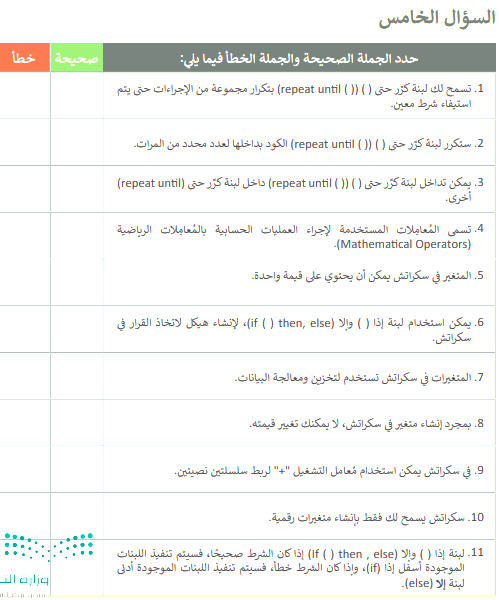 السؤال الخامس
حدد الجملة الصحيحة والجملة الخطأ فيما يلي: صحيحة خطأ
1. تسمح لك لبنة كرّر حتى ( ) (repeat until ( )) بتكرار مجموعة من الإجراءات حتى يتم
استيفاء شرط معين.
2. ستكرر لبنة كرّر حتى ( ) (repeat until ( )) الكود بداخلها لعدد محدد من المرات.
3. يمكن تداخل لبنة كرّر حتى ( ) (repeat until ( )) داخل لبنة كرّر حتى (repeat until)
أخرى.
4. تسمى المُعامِلات المستخدمة لإجراء العمليات الحسابية بالمُعامِلات الرياضية
(Mathematical Operators).
5. المتغير في سكراتش يمكن أن يحتوي على قيمة واحدة.
6. يمكن استخدام لبنة إذا ( ) وإلا (if ( ) then, else)، لإنشاء هيكل لاتخاذ القرار في
سكراتش.
7. المتغيرات في سكراتش تستخدم لتخزين ومعالجة البيانات.
8. بمجرد إنشاء متغير في سكراتش، لا يمكنك تغيير قيمته.
9. في سكراتش يمكن استخدام مُعامل التشغيل "+" لربط سلسلتين نصيتين.
10. سكراتش يسمح لك فقط بإنشاء متغيرات رقمية.
11. لبنة إذا ( ) وإلا (If ( ) then , else) إذا كان الشرط صحيحًا، فسيتم تنفيذ اللبنات
الموجودة أسفل إذا (if)، وإذا كان الشرط خطأ، فسيتم تنفيذ اللبنات الموجودة أدنى
لبنة إلا (else).
وزارة